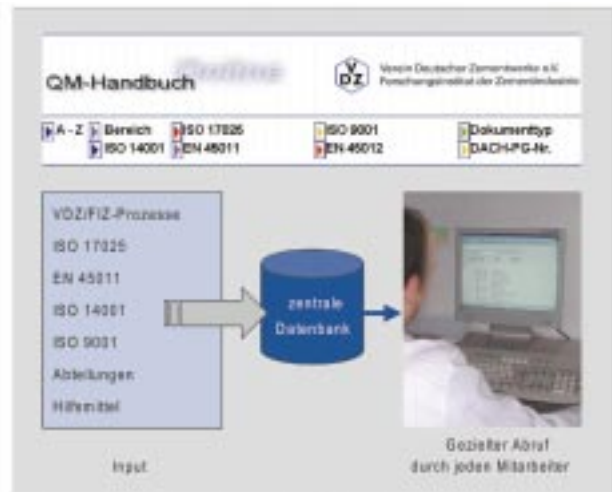 QM-Handbuch Online
VDZ
Verein Deutscher Zementwerke e.V.
Forschungsinstitut der Zementindustrie
A - Z Bereich ISO 17025 ISO 9001 Dokumenttyp
ISO 14001 EN 45011 EN 45012 DACH-PG-Nr.
VDZ/FIZ-Prozesse
ISO 17025
EN 45011
ISO 14001
ISO 9001
Abteilungen
Hilfsmittel
zentrale
Datenbank
Input
Gezielter Abruf
durch jeden Mitarbeiter